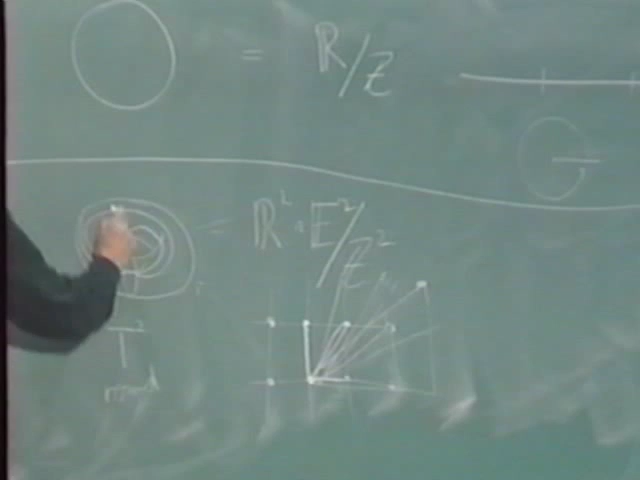 = R/Z
= R² = E²/Z²
T²